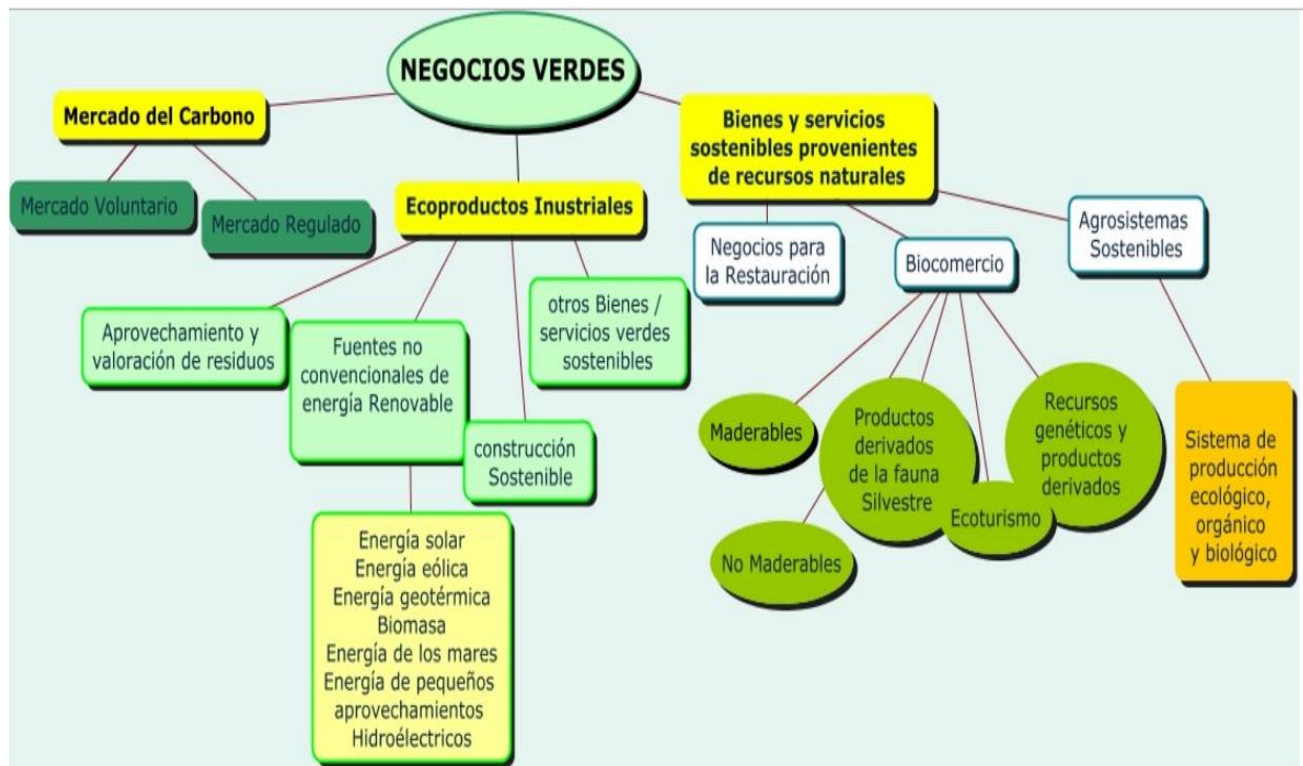 NEGOCIOS VERDES
Mercado del Carbono
Mercado Voluntario
Mercado Regulado
Ecoproductos Inustriales
Aprovechamiento y
valoración de residuos
Fuentes no
convencionales de
energía Renovable
Energía solar
Energía eólica
Energía geotérmica
Biomasa
Energía de los mares
Energía de pequeños
aprovechamientos
Hidroélectricos
construcción
Sostenible
otros Bienes /
servicios verdes
sostenibles
Bienes y servicios
sostenibles provenientes
de recursos naturales
Negocios para
la Restauración
Biocomercio
Maderables
No Maderables
Productos
derivados
de la fauna
Silvestre
Ecoturismo
Recursos
genéticos y
productos
derivados
Agrosistemas
Sostenibles
Sistema de
producción
ecológico,
orgánico
y biológico